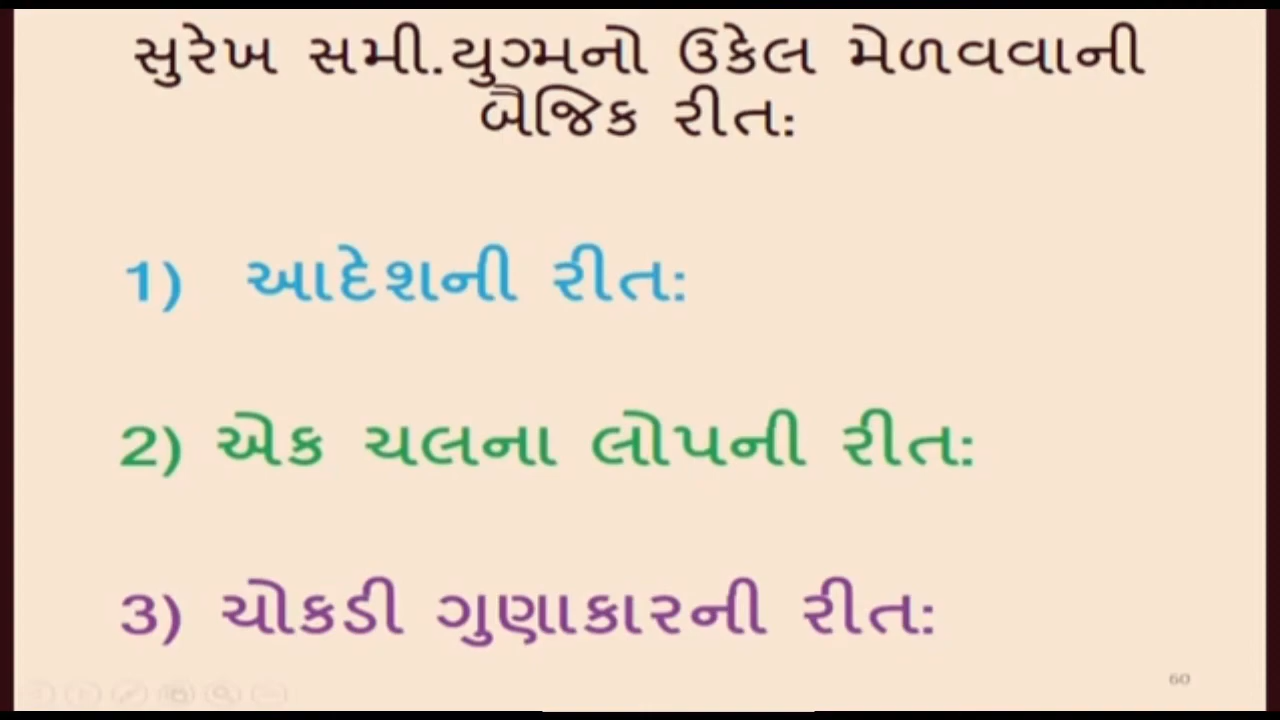 સુરેખ સમી.યુગ્મનો ઉકેલ મેળવવાની
બૈજિક રીત:
1) આદેશની રીત:
2) એક ચલના લોપની રીત:
3) ચોકડી ગુણાકારની રીત:
60